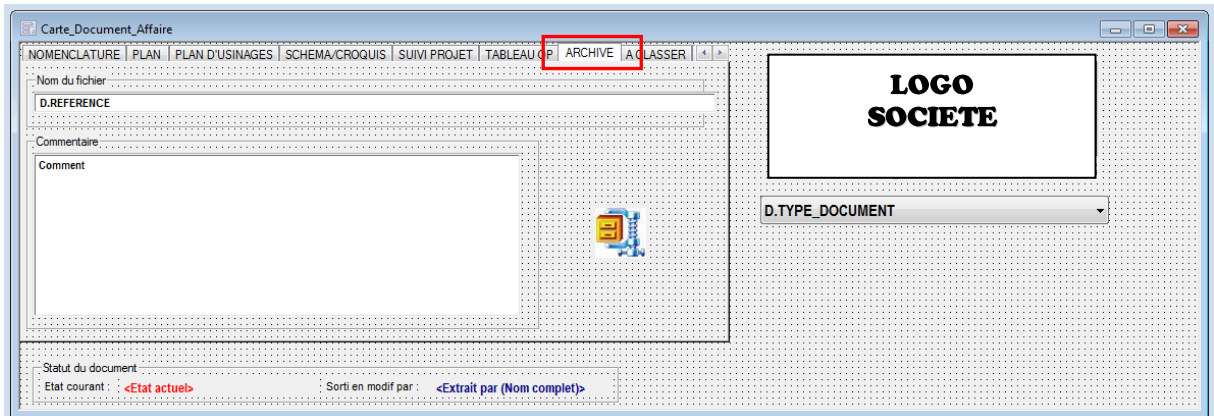 Carte_Document_Affaire
NOMENCLATURE PLAN PLAN D'USINAGES SCHEMA/CROQUIS SUIVI PROJET TABLEAU OP ARCHIVE A CLASSER
Nom du fichier
D.REFERENCE
Commentaire
Comment
LOGO
SOCIETE
D.TYPE_DOCUMENT
Statut du document
Etat courant : <Etat actuel> Sorti en modif par : <Extrait par (Nom complet)>